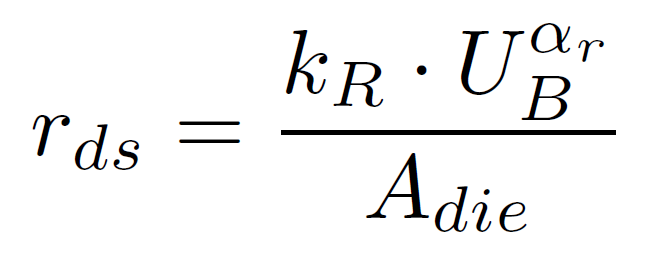 r_{ds} = \frac{k_R \cdot U_B^{\alpha_r}}{A_{die}}